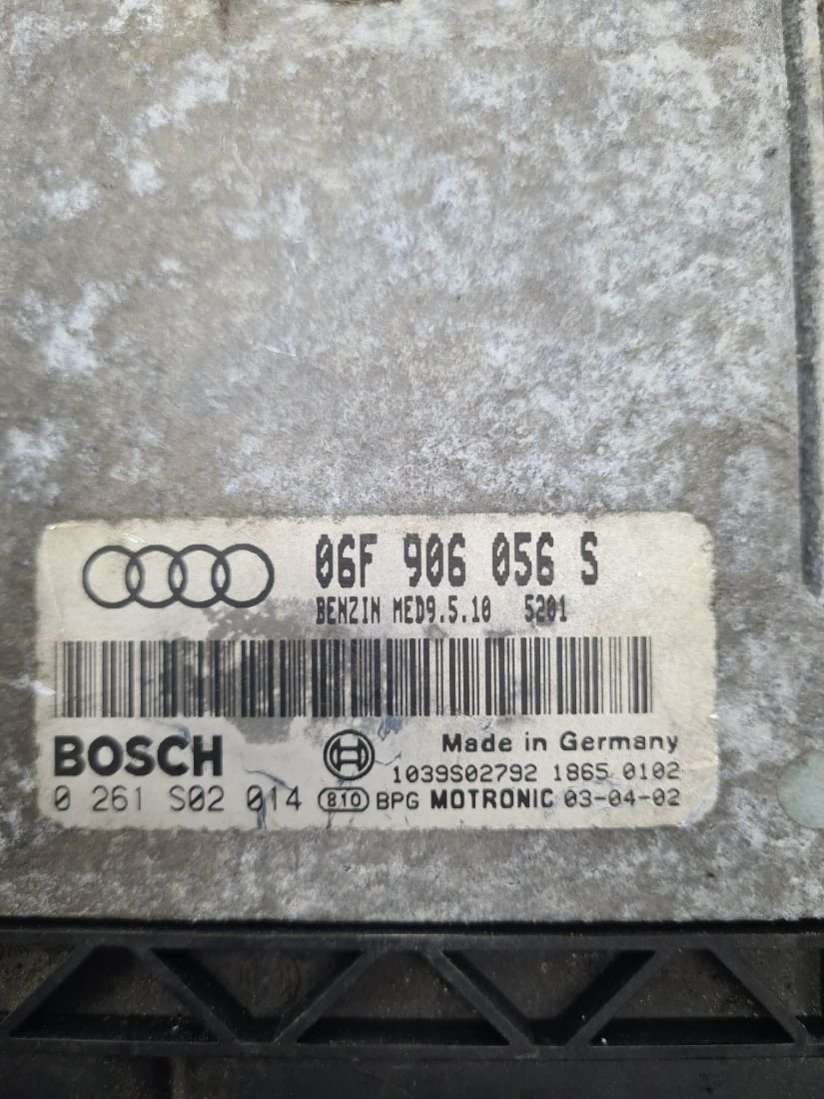 06F 906 056 S
BENZIN MED9.5.10 5201
BOSCH
Made in Germany
1039S02792 1865 0102
0 261 S02 014 810 BPG MOTRONIC 03-04-02